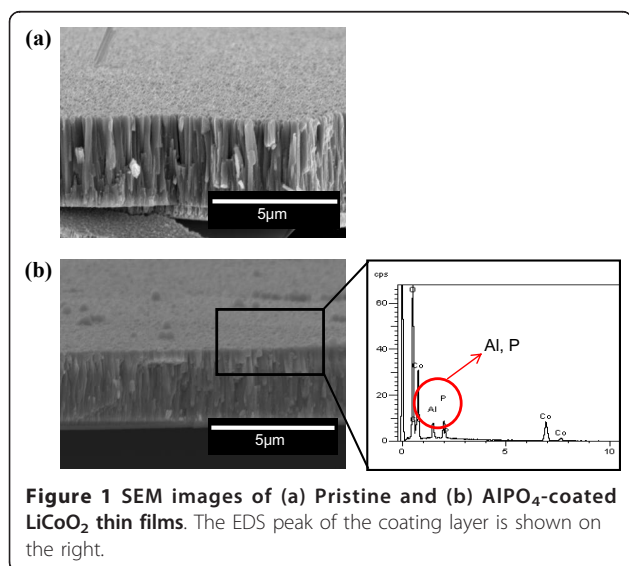 (a)
5μm
(b)
5μm
cps
60
40
20
0
0
5
10
O
Co
Al
P
Co
Co
Al, P
Figure 1 SEM images of (a) Pristine and (b) AlPO₄-coated
LiCoO₂ thin films. The EDS peak of the coating layer is shown on
the right.